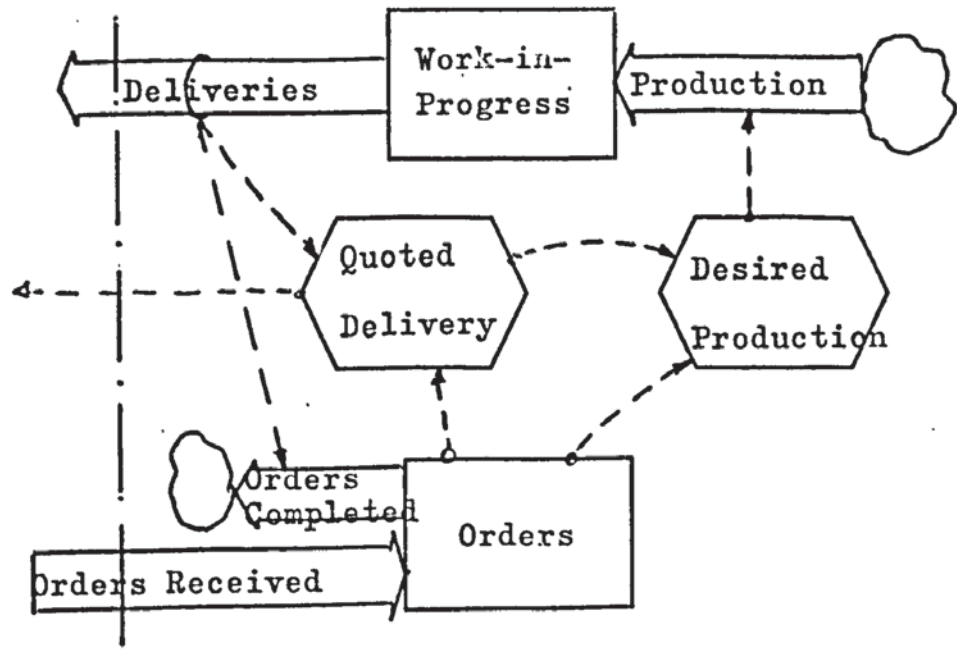 Work-in-
Progress
Deliveries
Production
Quoted
Delivery
Desired
Production
Orders
Completed
Orders
Orders Received